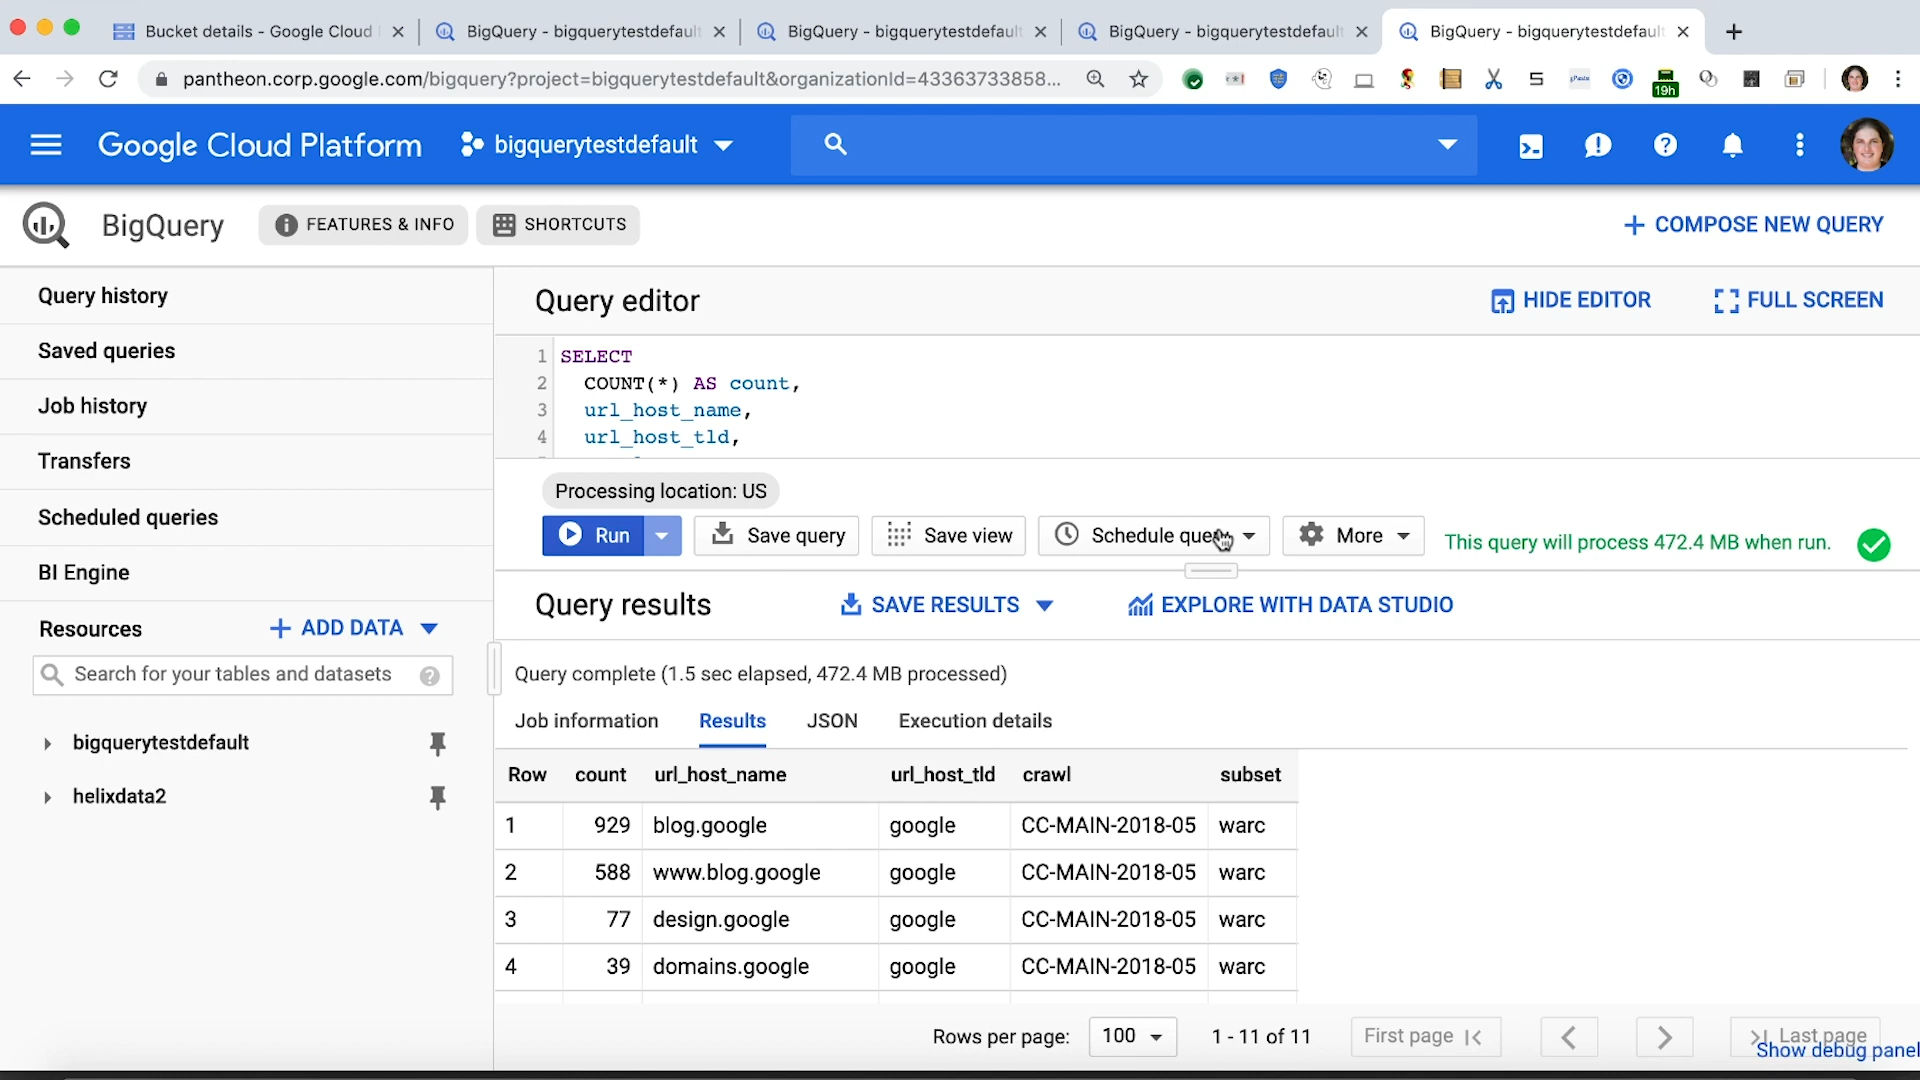 Bucket details - Google Cloud
BigQuery - bigquerytestdefault
BigQuery - bigquerytestdefault
BigQuery - bigquerytestdefault
BigQuery - bigquerytestdefault
pantheon.corp.google.com/bigquery?project=bigquerytestdefault&organizationId=43363733858...
19h
Google Cloud Platform
bigquerytestdefault
BigQuery
FEATURES & INFO
SHORTCUTS
COMPOSE NEW QUERY
Query history
Saved queries
Job history
Transfers
Scheduled queries
BI Engine
Resources
ADD DATA
Search for your tables and datasets
bigquerytestdefault
helixdata2
Query editor
HIDE EDITOR
FULL SCREEN
1 SELECT
2 COUNT(*) AS count,
3 url_host_name,
4 url_host_tld,
Processing location: US
Run
Save query
Save view
Schedule query
More
This query will process 472.4 MB when run.
Query results
SAVE RESULTS
EXPLORE WITH DATA STUDIO
Query complete (1.5 sec elapsed, 472.4 MB processed)
Job information Results JSON Execution details
Row count url_host_name url_host_tld crawl subset
1 929 blog.google google CC-MAIN-2018-05 warc
2 588 www.blog.google google CC-MAIN-2018-05 warc
3 77 design.google google CC-MAIN-2018-05 warc
4 39 domains.google google CC-MAIN-2018-05 warc
Rows per page: 100 1 - 11 of 11 First page Last page
Show debug panel